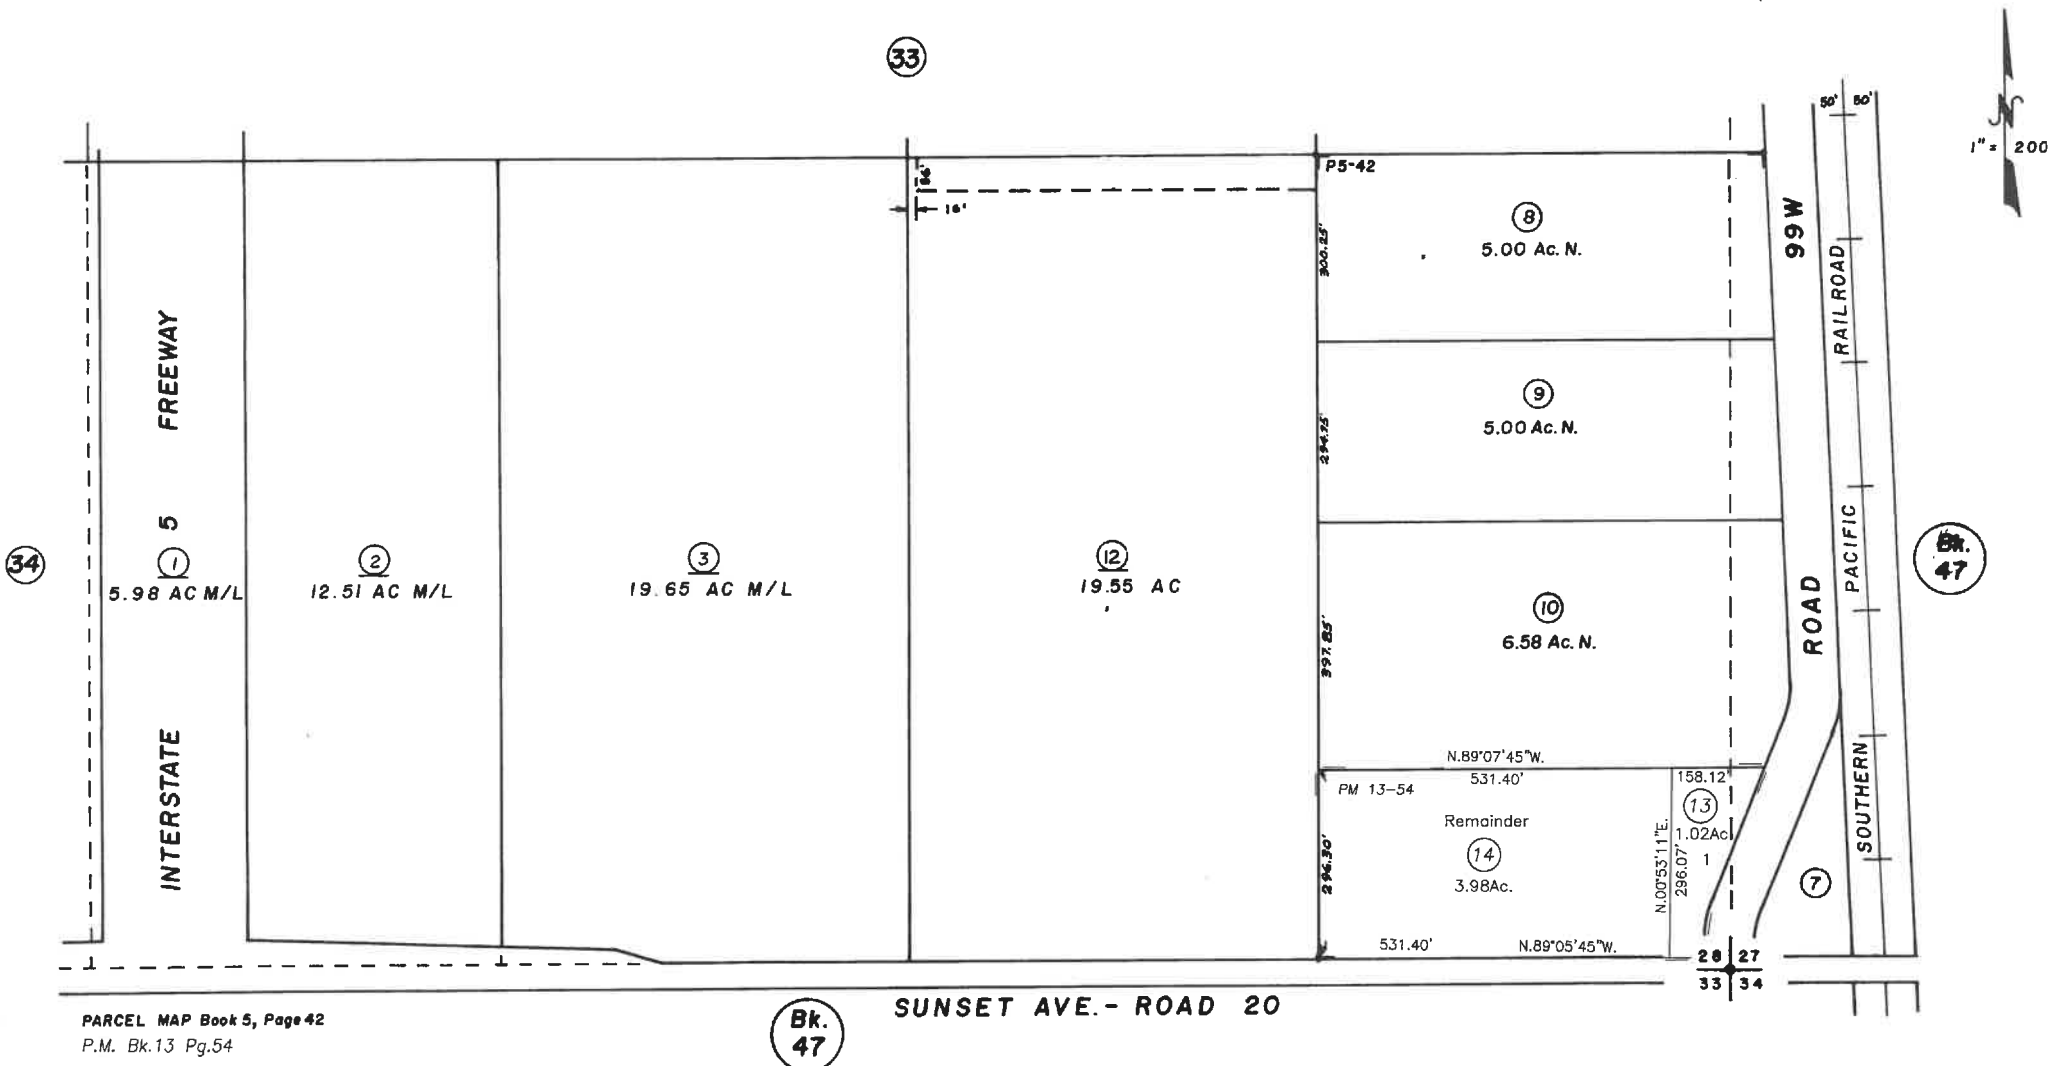 33
50' 50'
N
1" = 200
P5-42
66'
16'
8
5.00 Ac. N.
300.25'
99W
RAILROAD
FREEWAY
9
5.00 Ac. N.
294.75'
5
34
1
5.98 AC M/L
2
12.51 AC M/L
3
19.65 AC M/L
12
19.55 AC
10
6.58 Ac. N.
397.85'
ROAD
PACIFIC
Bk.
47
N.89°07'45"W.
531.40'
158.12'
PM 13-54
Remainder
14
3.98Ac.
13
1.02Ac
1
N.00°53'11"E.
296.07'
296.30'
7
SOUTHERN
INTERSTATE
531.40'
N.89°05'45"W.
28 27
33 34
SUNSET AVE.- ROAD 20
Bk.
47
PARCEL MAP Book 5, Page 42
P.M. Bk.13 Pg.54